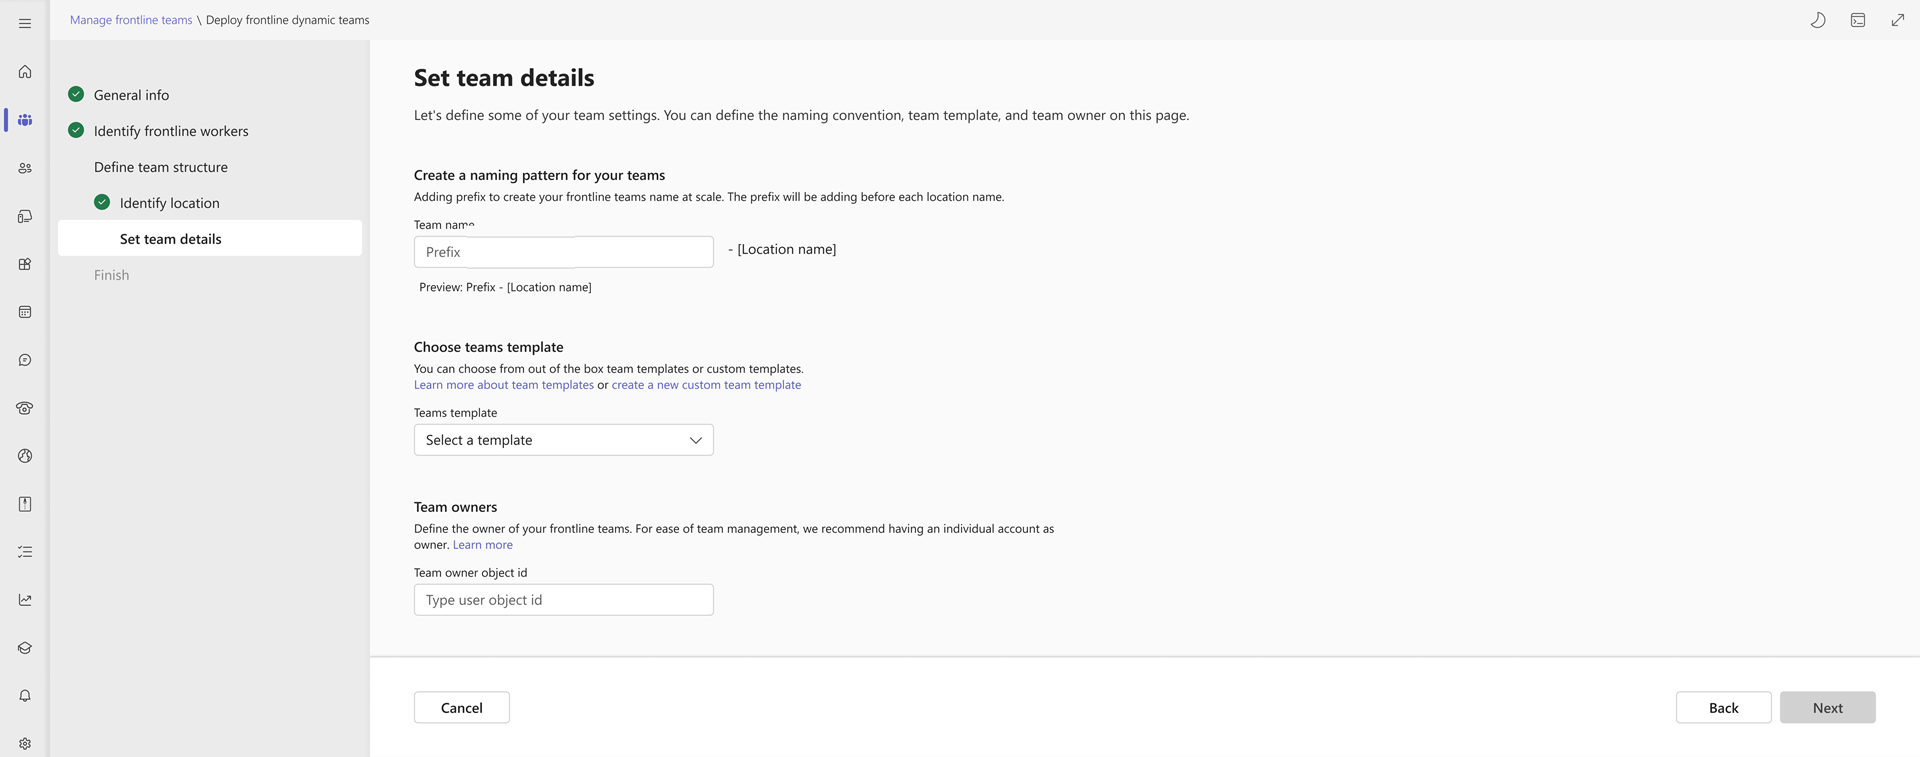 Manage frontline teams \ Deploy frontline dynamic teams
General info
Identify frontline workers
Define team structure
Identify location
Set team details
Finish
Set team details
Let's define some of your team settings. You can define the naming convention, team template, and team owner on this page.
Create a naming pattern for your teams
Adding prefix to create your frontline teams name at scale. The prefix will be adding before each location name.
Team name
Prefix
- [Location name]
Preview: Prefix - [Location name]
Choose teams template
You can choose from out of the box team templates or custom templates.
Learn more about team templates or create a new custom team template
Teams template
Select a template
Team owners
Define the owner of your frontline teams. For ease of team management, we recommend having an individual account as
owner. Learn more
Team owner object id
Type user object id
Cancel
Back
Next